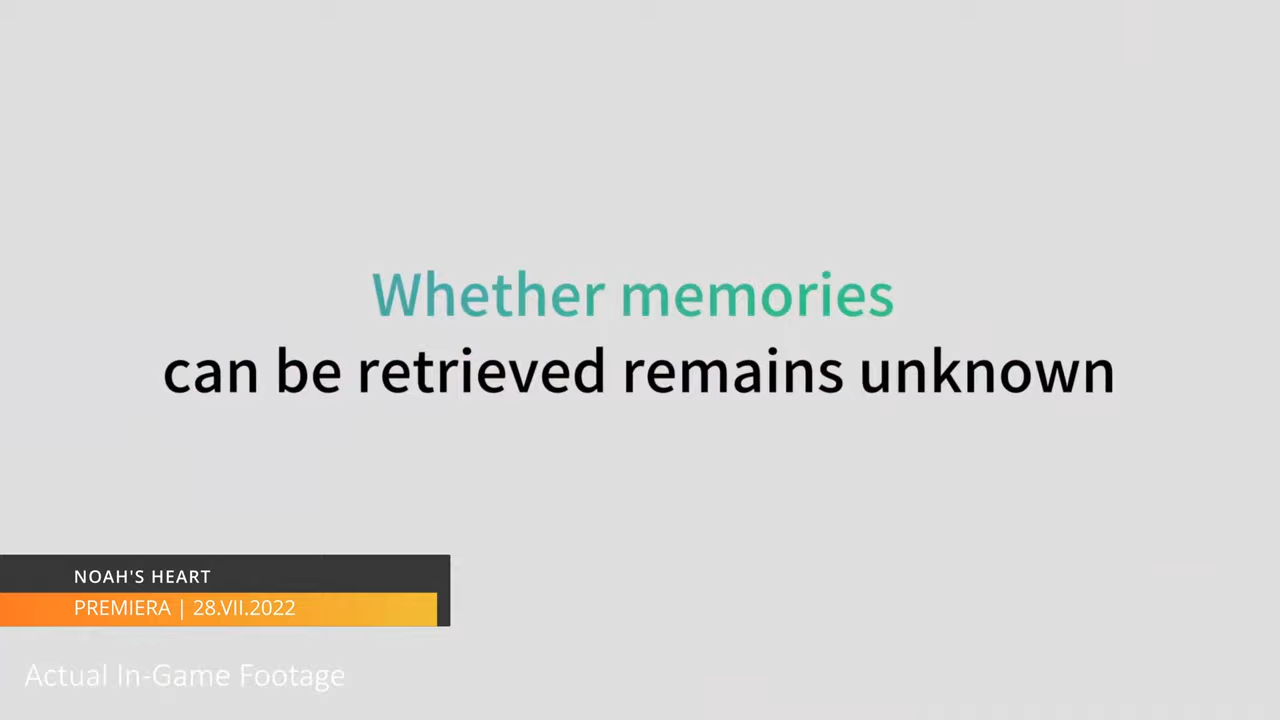 Whether memories
can be retrieved remains unknown
NOAH'S HEART
PREMIERA | 28.VII.2022
Actual In-Game Footage